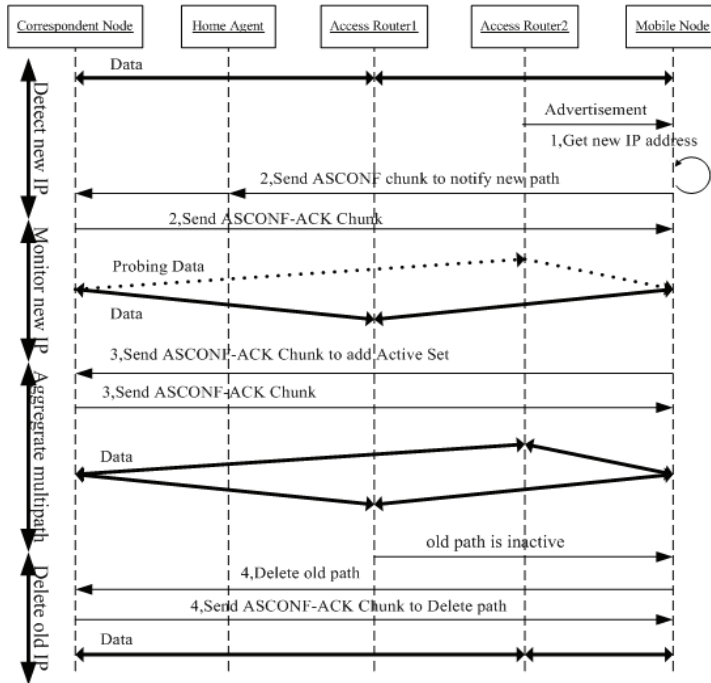 Correspondent Node
Home Agent
Access Router1
Access Router2
Mobile Node
Detect new IP
Data
Advertisement
1,Get new IP address
2,Send ASCONF chunk to notify new path
2,Send ASCONF-ACK Chunk
Monitor new IP
Probing Data
Data
3,Send ASCONF-ACK Chunk to add Active Set
3,Send ASCONF-ACK Chunk
Aggregrate multipath
Data
old path is inactive
4,Delete old path
4,Send ASCONF-ACK Chunk to Delete path
Delete old IP
Data